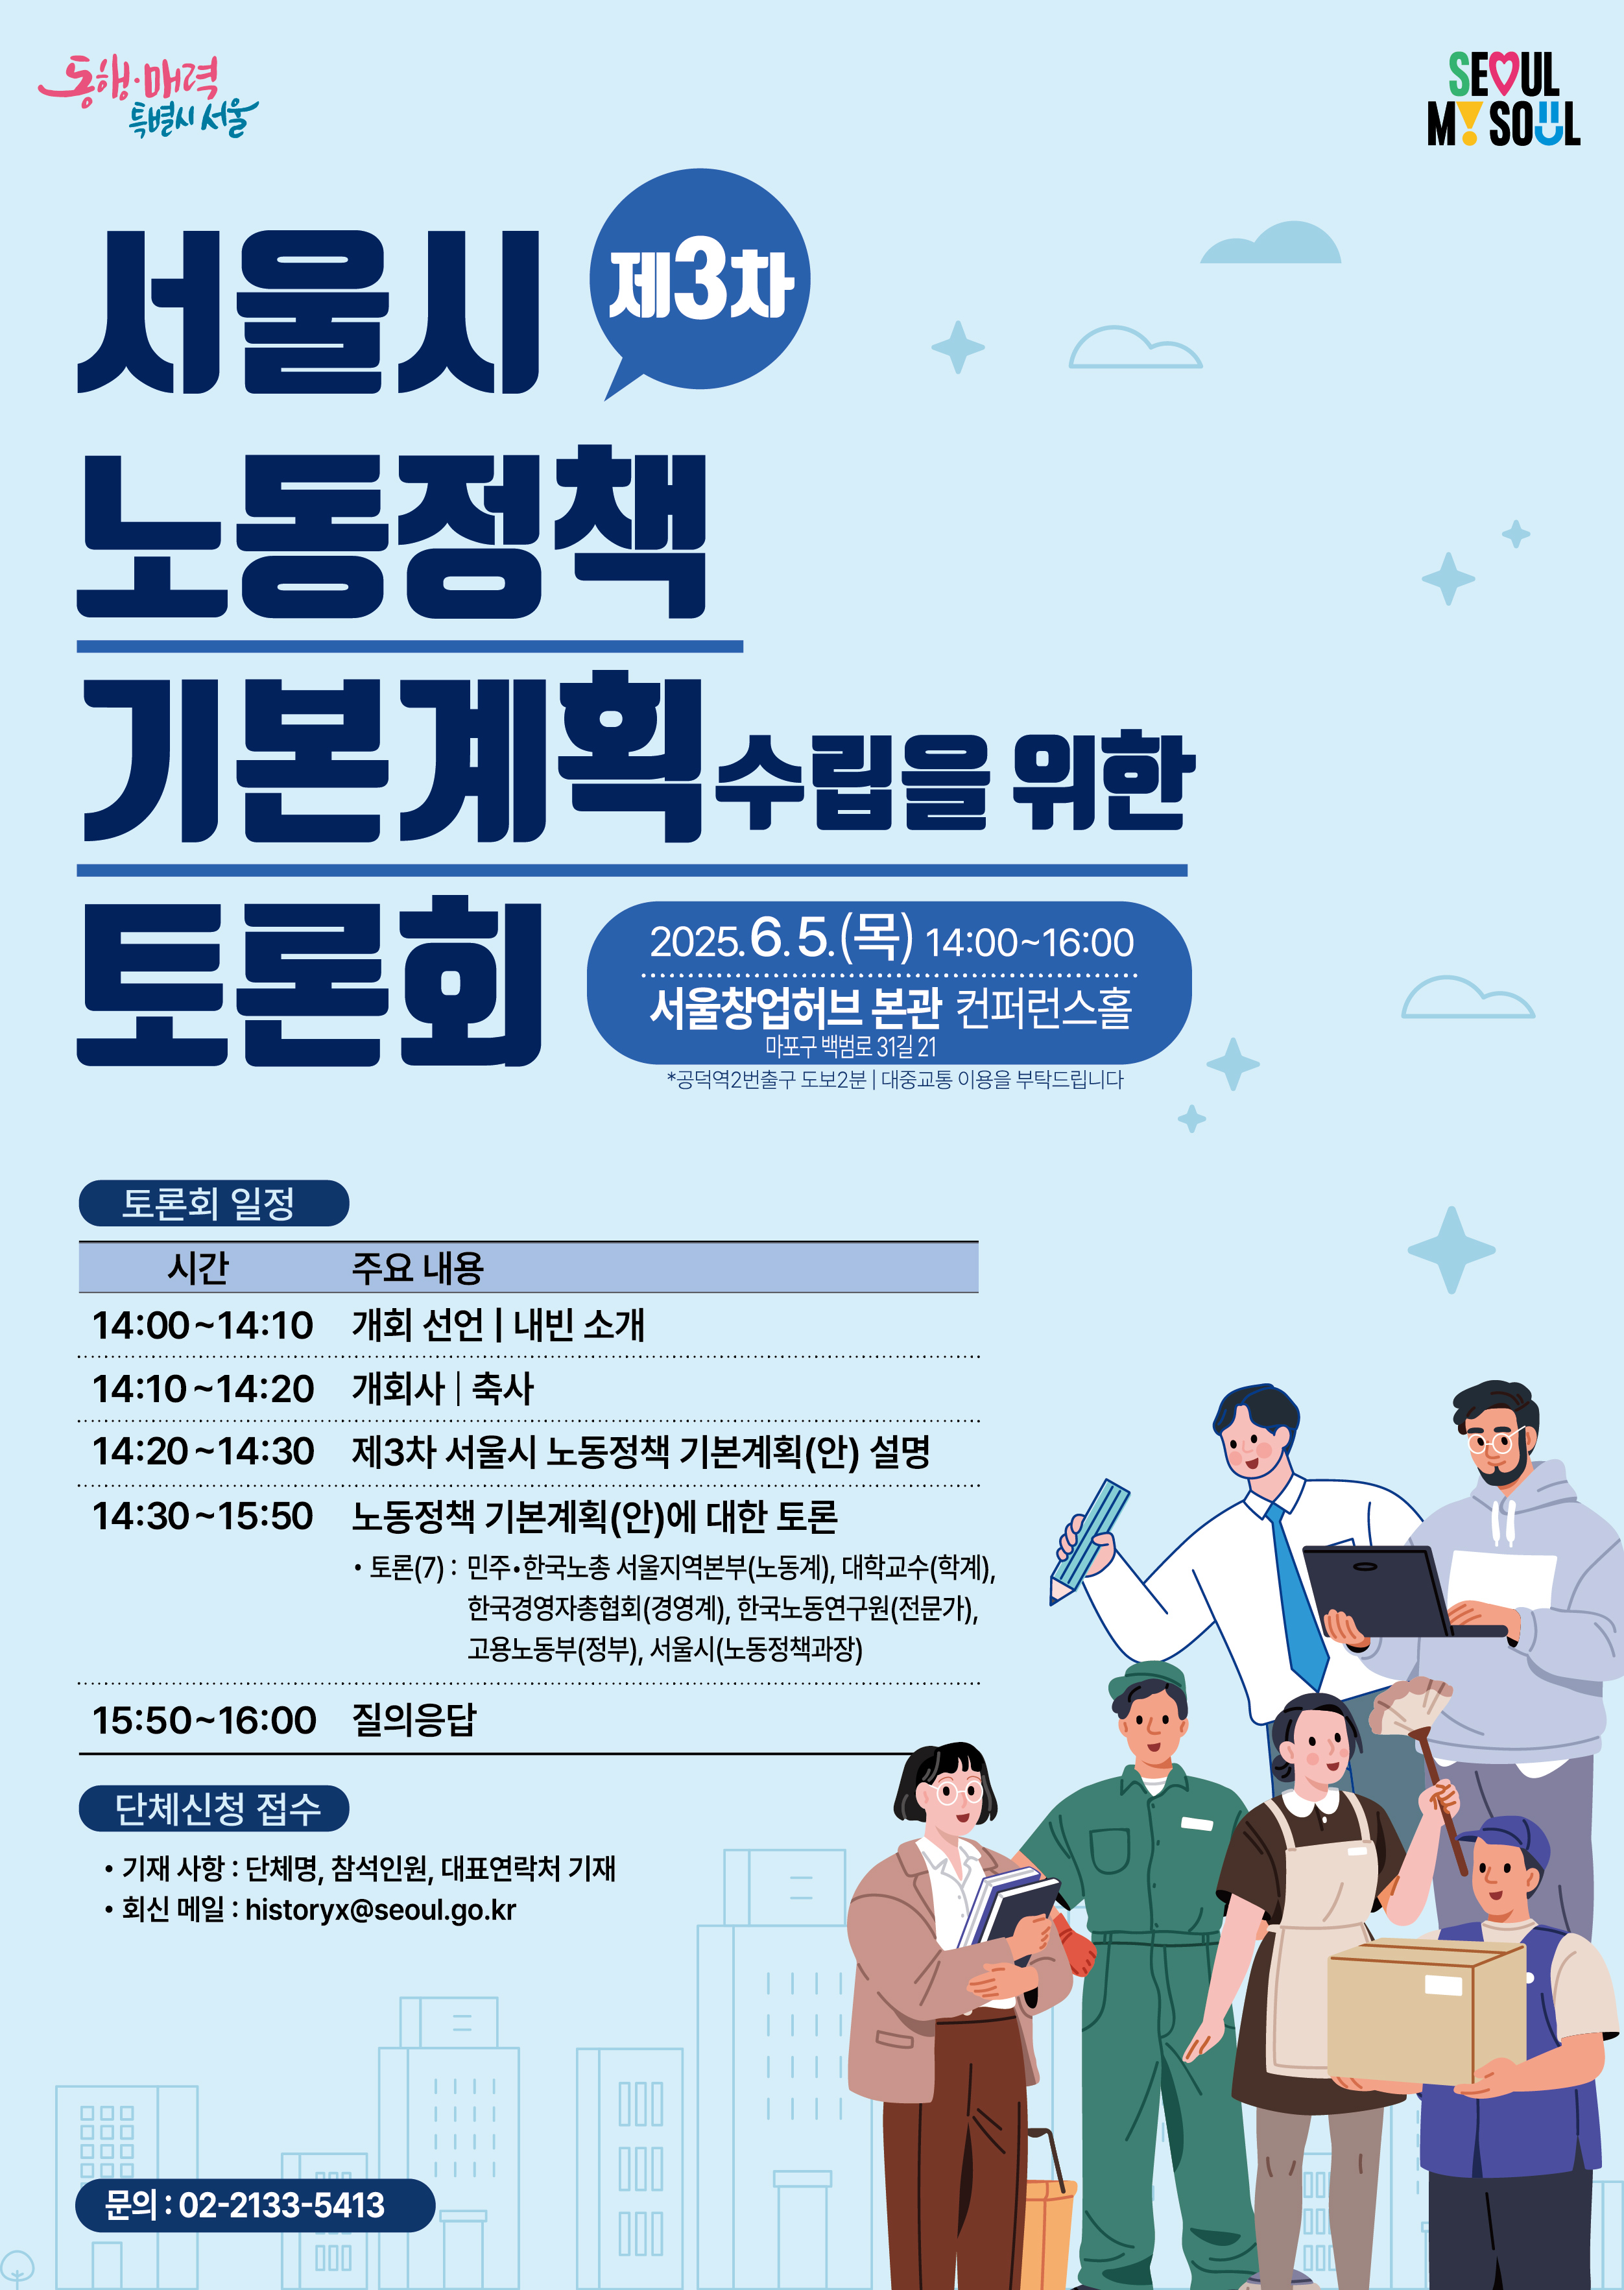 동행·매력
특별시 서울
SEOUL
MY SOUL
서울시 제3차
노동정책
기본계획 수립을 위한
토론회
2025. 6. 5.(목) 14:00~16:00
서울창업허브 본관 컨퍼런스홀
마포구 백범로 31길 21
*공덕역2번출구 도보2분 | 대중교통 이용을 부탁드립니다
토론회 일정
시간 주요 내용
14:00~14:10 개회 선언 | 내빈 소개
14:10~14:20 개회사 | 축사
14:20~14:30 제3차 서울시 노동정책 기본계획(안) 설명
14:30~15:50 노동정책 기본계획(안)에 대한 토론
• 토론(7) : 민주•한국노총 서울지역본부(노동계), 대학교수(학계),
한국경영자총협회(경영계), 한국노동연구원(전문가),
고용노동부(정부), 서울시(노동정책과장)
15:50~16:00 질의응답
단체신청 접수
• 기재 사항 : 단체명, 참석인원, 대표연락처 기재
• 회신 메일 : historyx@seoul.go.kr
문의 : 02-2133-5413